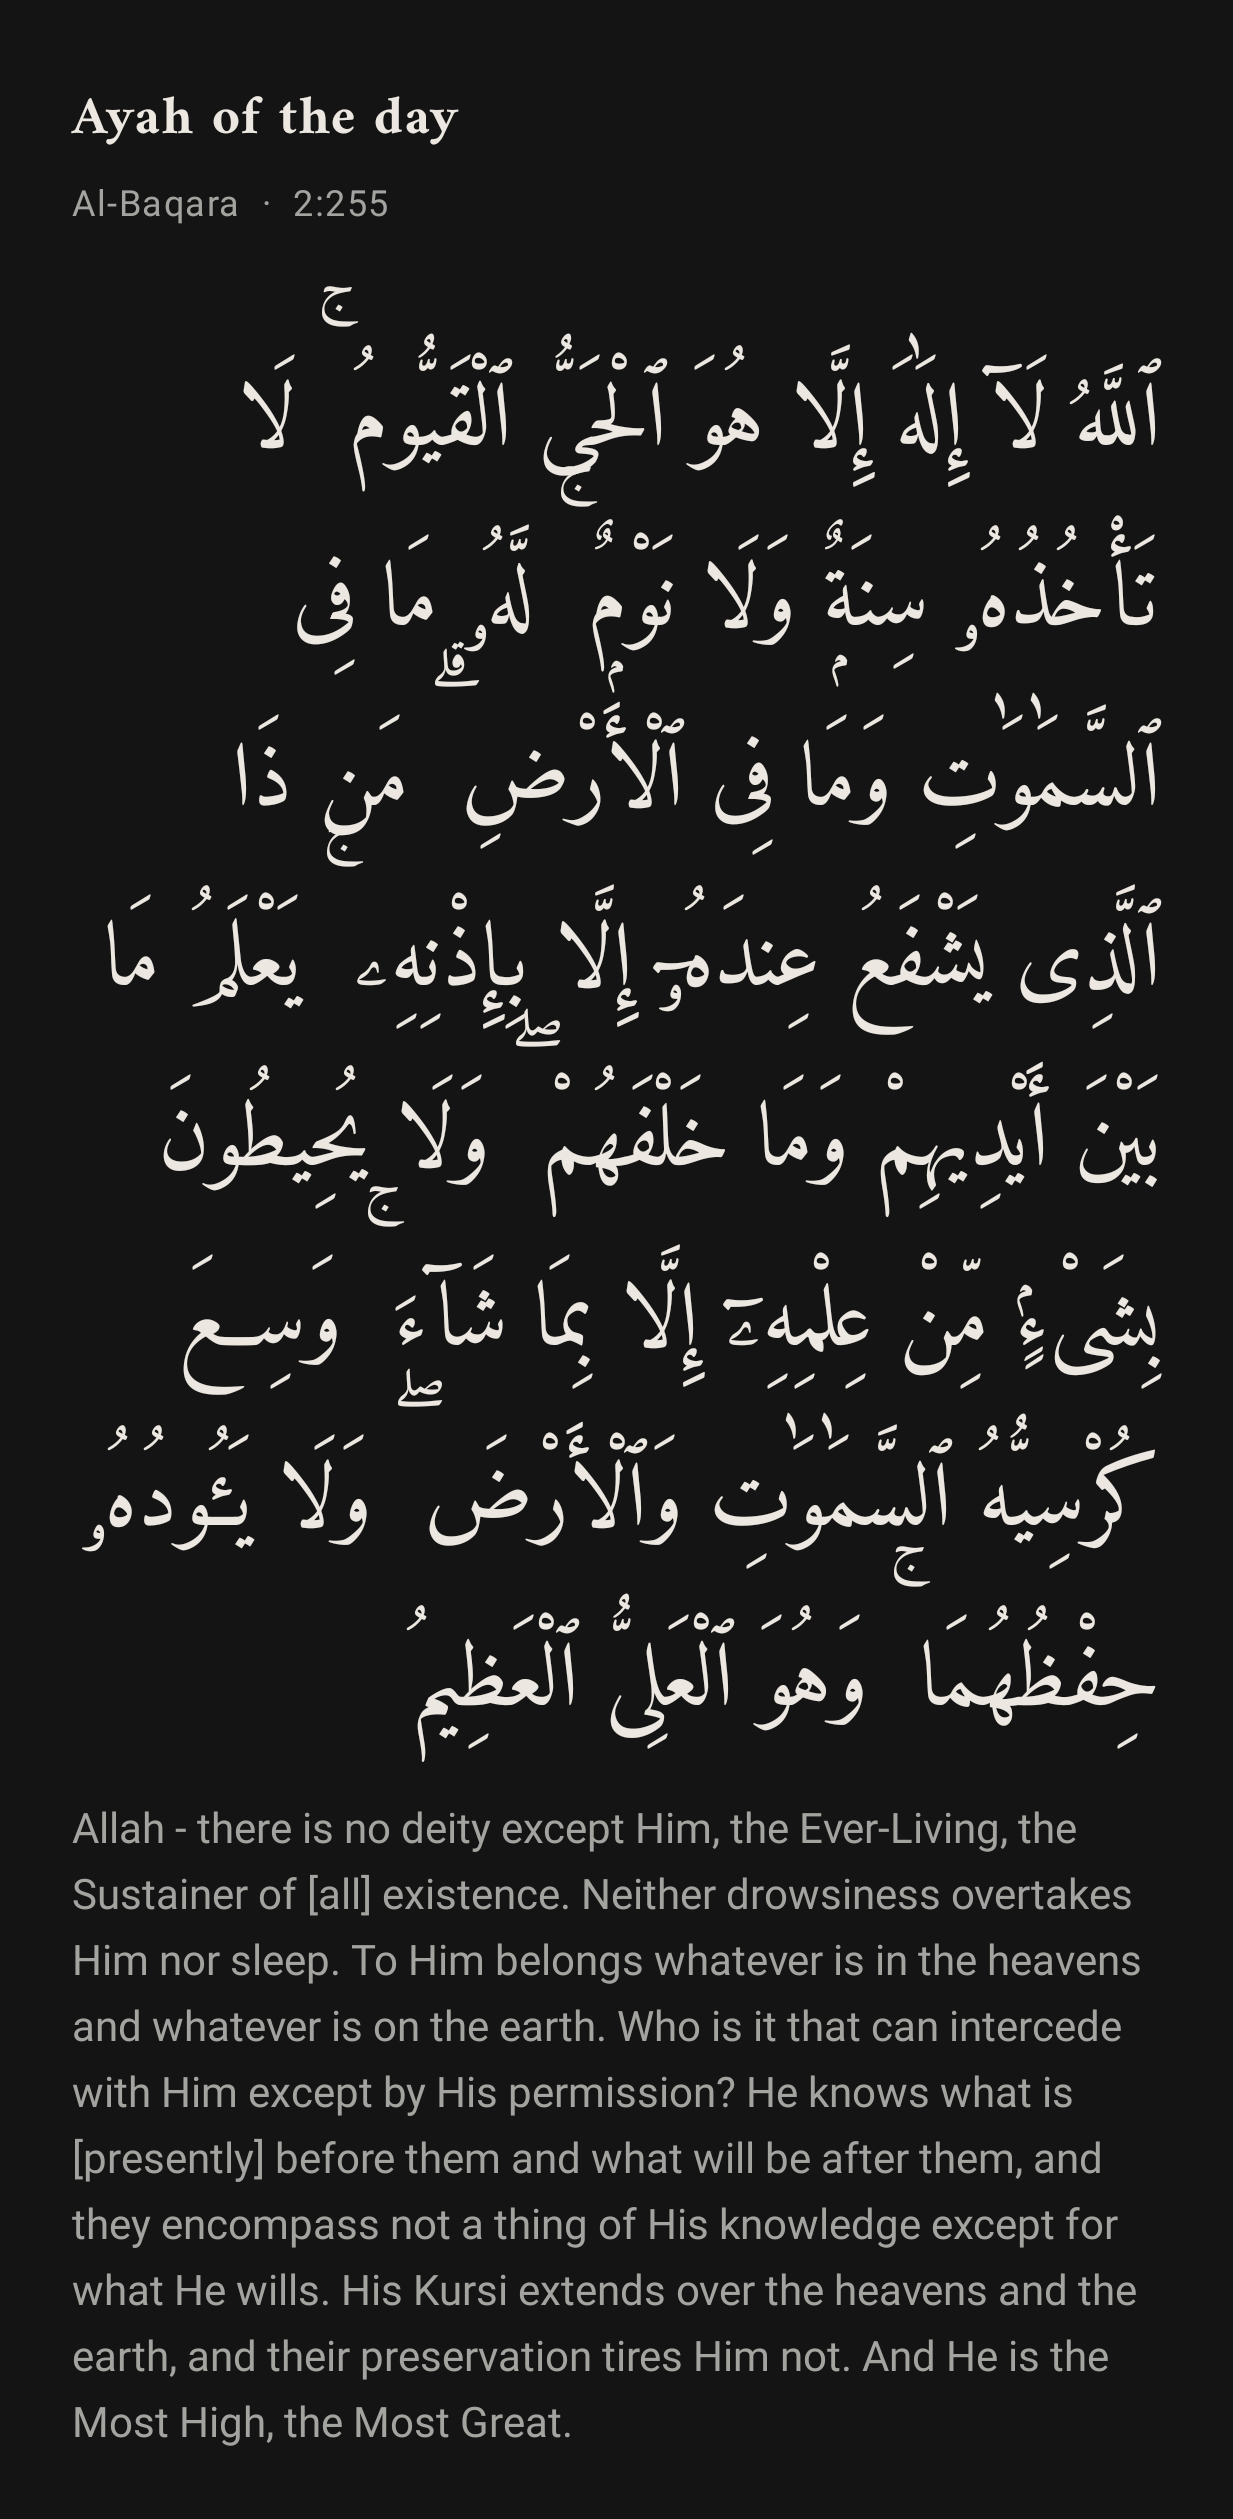 Ayah of the day
Al-Baqara · 2:255
ٱللَّهُ لَآ إِلَٰهَ إِلَّا هُوَ ٱلْحَىُّ ٱلْقَيُّومُ ۚ لَا
تَأْخُذُهُۥ سِنَةٌۭ وَلَا نَوْمٌۭ ۚ لَّهُۥ مَا فِى
ٱلسَّمَٰوَٰتِ وَمَا فِى ٱلْأَرْضِ ۗ مَن ذَا
ٱلَّذِى يَشْفَعُ عِندَهُۥٓ إِلَّا بِإِذْنِهِۦ ۚ يَعْلَمُ مَا
بَيْنَ أَيْدِيهِمْ وَمَا خَلْفَهُمْ ۖ وَلَا يُحِيطُونَ
بِشَىْءٍۢ مِّنْ عِلْمِهِۦٓ إِلَّا بِمَا شَآءَ ۚ وَسِعَ
كُرْسِيُّهُ ٱلسَّمَٰوَٰتِ وَٱلْأَرْضَ ۖ وَلَا يَـُٔودُهُۥ
حِفْظُهُمَا ۚ وَهُوَ ٱلْعَلِىُّ ٱلْعَظِيمُ
Allah - there is no deity except Him, the Ever-Living, the
Sustainer of [all] existence. Neither drowsiness overtakes
Him nor sleep. To Him belongs whatever is in the heavens
and whatever is on the earth. Who is it that can intercede
with Him except by His permission? He knows what is
[presently] before them and what will be after them, and
they encompass not a thing of His knowledge except for
what He wills. His Kursi extends over the heavens and the
earth, and their preservation tires Him not. And He is the
Most High, the Most Great.